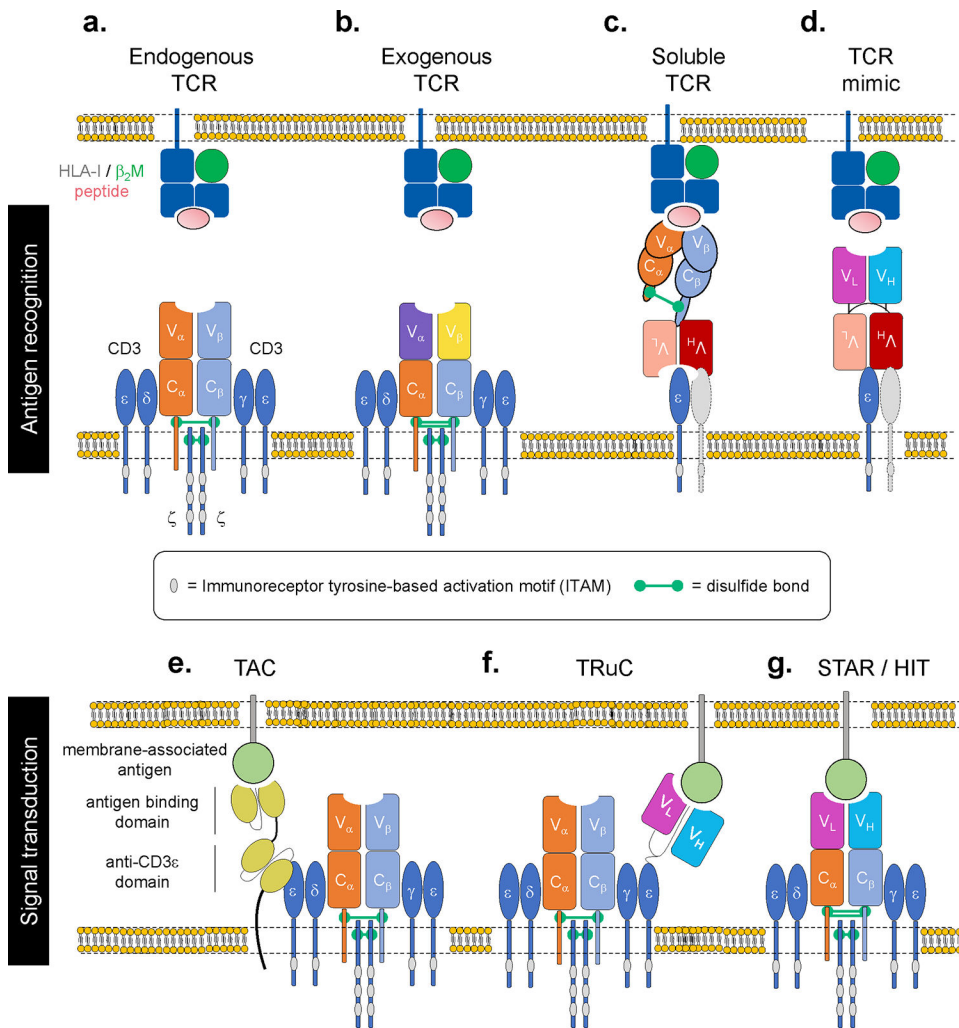 a.
Endogenous
TCR
b.
Exogenous
TCR
c.
Soluble
TCR
d.
TCR
mimic
Antigen recognition
HLA-I / β2M
peptide
Vα Vβ
Cα Cβ
VL VH
CD3 CD3
Vα Vβ
Vα Vβ
VL VH
VL VH
ε δ Cα Cβ γ ε
ε δ Cα Cβ γ ε
ε
ε
ζ ζ
= Immunoreceptor tyrosine-based activation motif (ITAM)
= disulfide bond
Signal transduction
e.
TAC
f.
TRuC
g.
STAR / HIT
membrane-associated
antigen
antigen binding
domain
anti-CD3ε
domain
Vα Vβ
Vα Vβ
VL
VH
VL VH
ε δ Cα Cβ γ ε
ε δ Cα Cβ γ ε
ε δ Cα Cβ γ ε